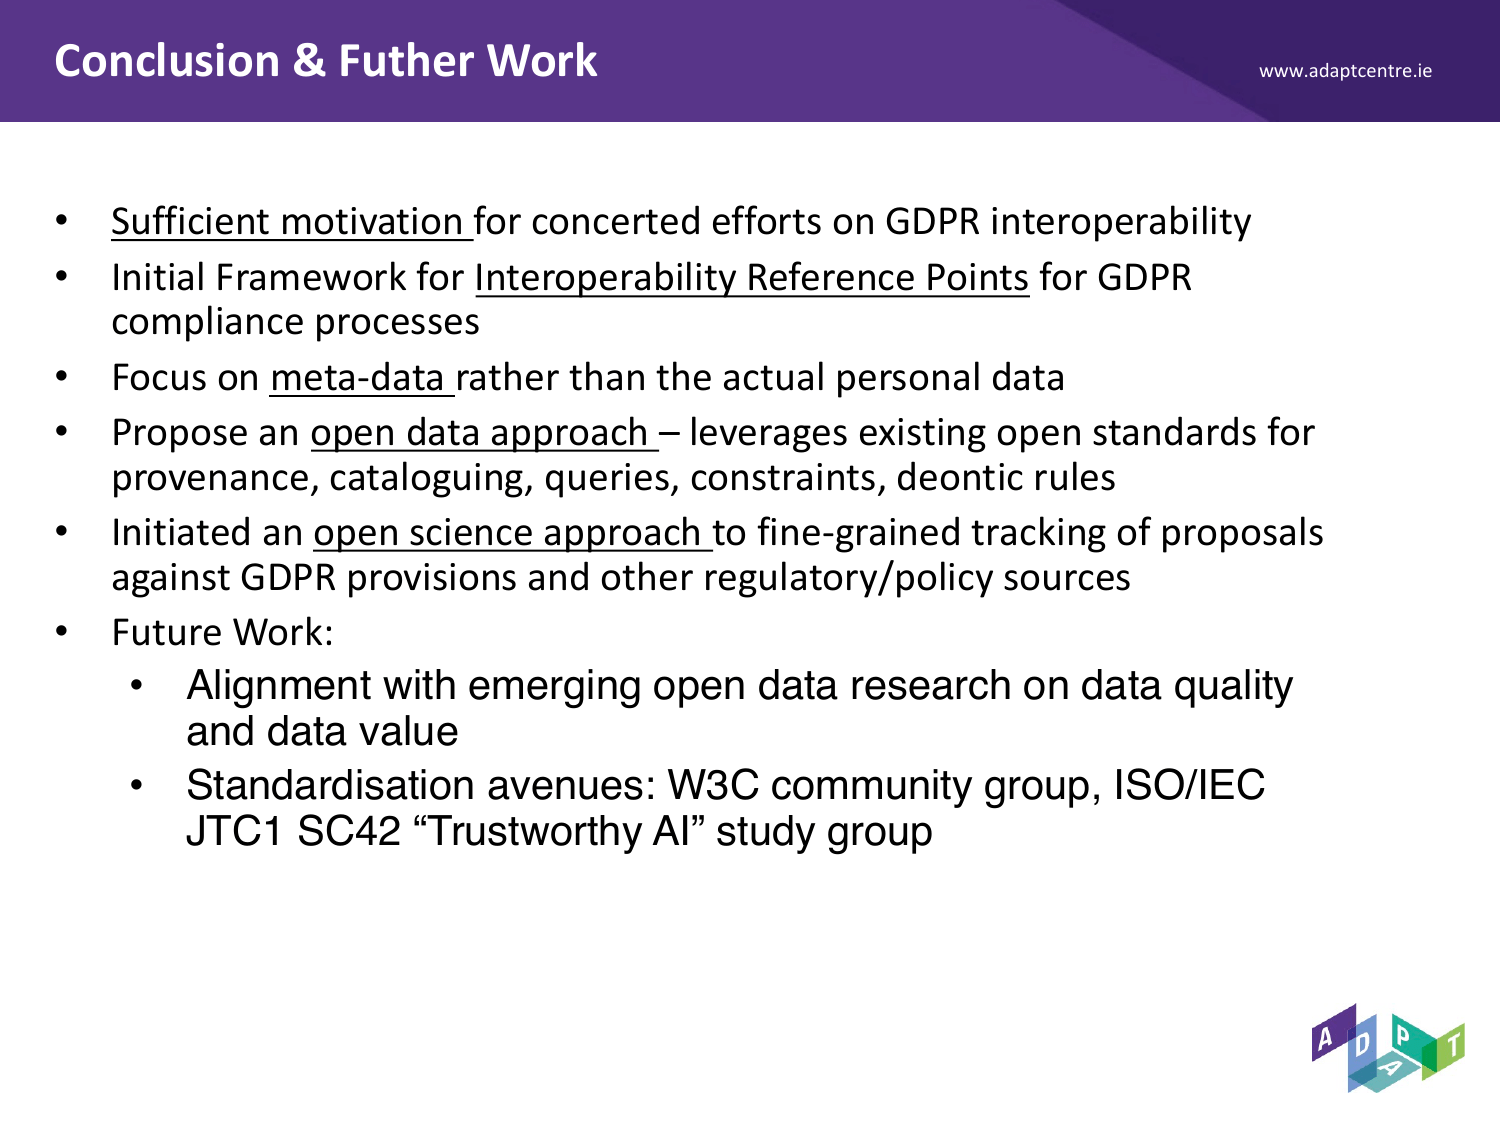 Conclusion & Futher Work
www.adaptcentre.ie
• Sufficient motivation for concerted efforts on GDPR interoperability
• Initial Framework for Interoperability Reference Points for GDPR
compliance processes
• Focus on meta-data rather than the actual personal data
• Propose an open data approach – leverages existing open standards for
provenance, cataloguing, queries, constraints, deontic rules
• Initiated an open science approach to fine-grained tracking of proposals
against GDPR provisions and other regulatory/policy sources
• Future Work:
• Alignment with emerging open data research on data quality
and data value
• Standardisation avenues: W3C community group, ISO/IEC
JTC1 SC42 “Trustworthy AI” study group
ADAPT